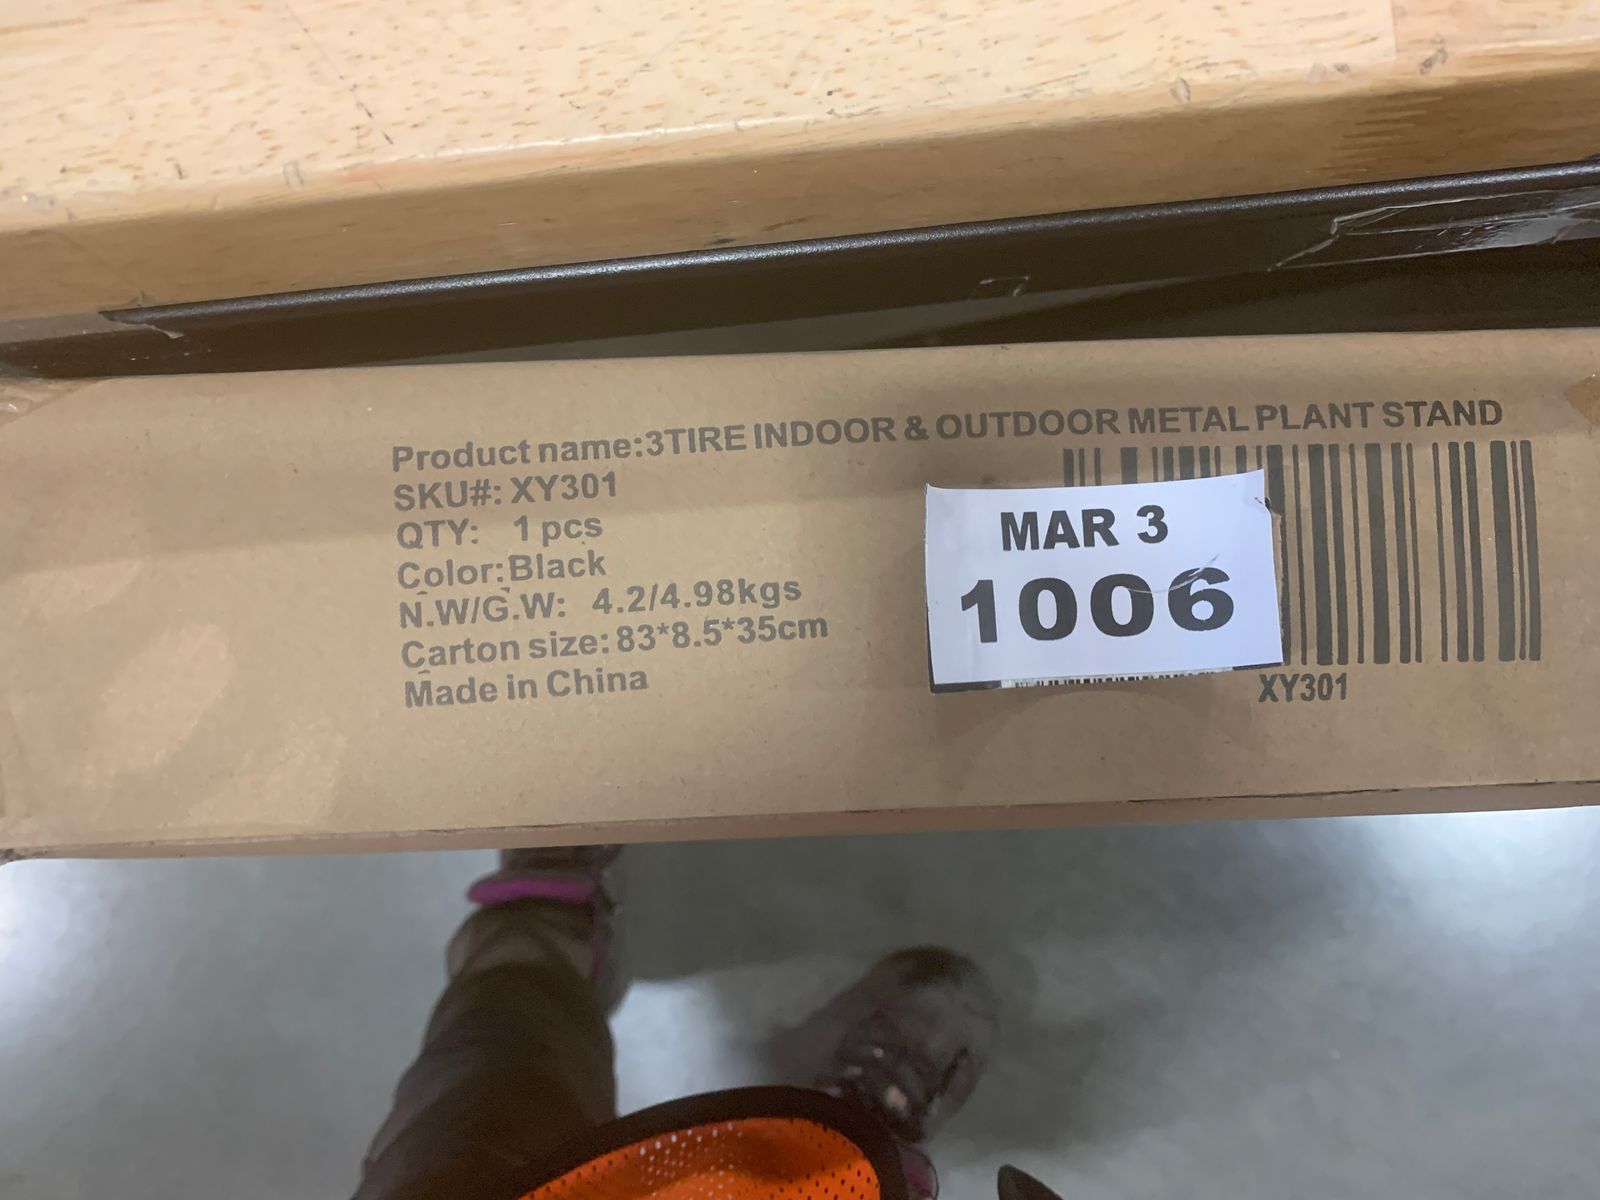 Product name:3TIRE INDOOR & OUTDOOR METAL PLANT STAND
SKU#: XY301
QTY: 1 pcs
Color:Black
N.W/G.W: 4.2/4.98kgs
Carton size:83*8.5*35cm
Made in China
MAR 3
1006
XY301